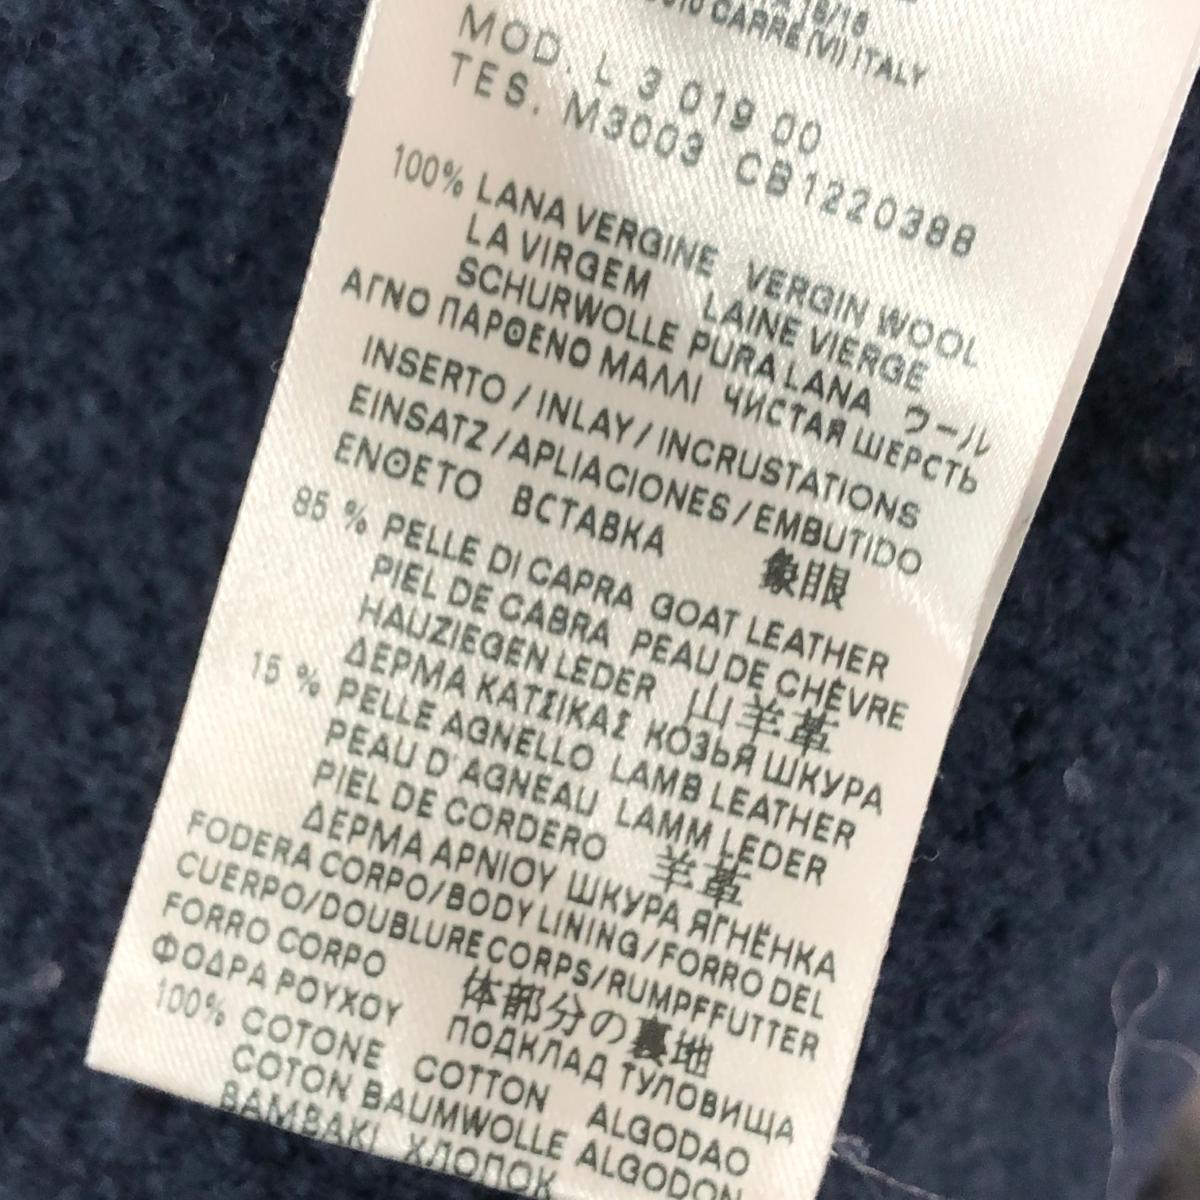 18/18
CARRÈ (VI) ITALY
MOD. L 3 019 00
TES. M3003 CB1220388
100% LANA VERGINE VERGIN WOOL
LA VIRGEM LAINE VIERGE
SCHURWOLLE PURA LANA ウール
ΑΓΝΟ ΠΑΡΘΕΝΟ ΜΑΛΛΙ ЧИСТАЯ ШЕРСТЬ
INSERTO / INLAY / INCRUSTATIONS
EINSATZ / APLIACIONES / EMBUTIDO
ΕΝΘΕΤΟ ВСТАВКА 象眼
85 % PELLE DI CAPRA GOAT LEATHER
PIEL DE CABRA PEAU DE CHÈVRE
HAUZIEGEN LEDER 山羊革
ΔΕΡΜΑ ΚΑΤΣΙΚΑΣ КОЗЬЯ ШКУРА
15 % PELLE AGNELLO LAMB LEATHER
PEAU D'AGNEAU LAMM LEDER
PIEL DE CORDERO 羊革
ΔΕΡΜΑ ΑΡΝΙΟΥ ШКУРА ЯГНЁНКА
FODERA CORPO/BODY LINING/FORRO DEL
CUERPO/DOUBLURE CORPS/RUMPFFUTTER
FORRO CORPO 体部分の裏地
ΦΟΔΡΑ ΡΟΥΧΟΥ ПОДКЛАД ТУЛОВИЩА
100% COTONE COTTON ALGODAO
COTON BAUMWOLLE ALGODON
BAMBAKI ХЛОПОК